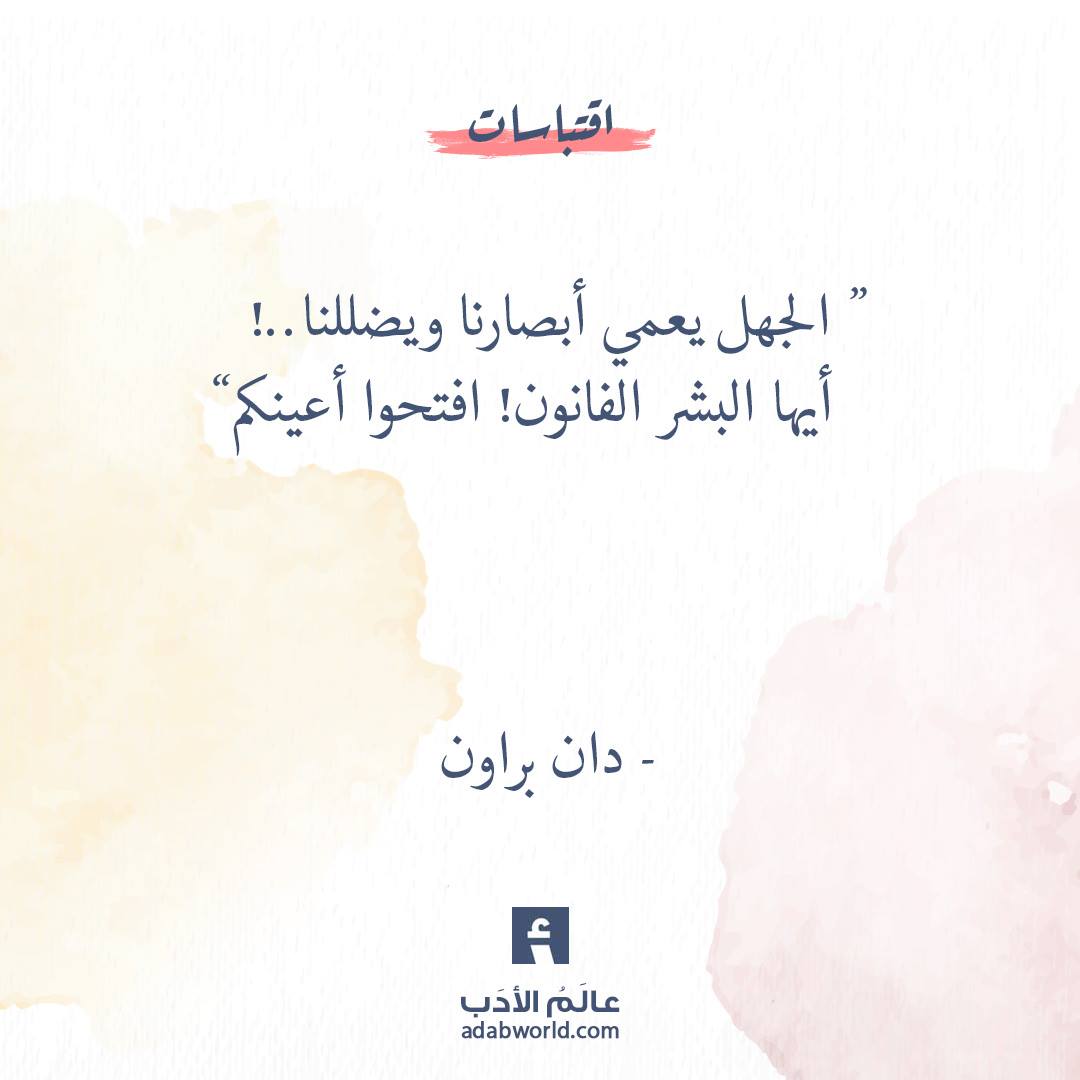 اقتباسات
” الجهل يعمي أبصارنا ويضللنا..!
أيها البشر الفانون! افتحوا أعينكم“
- دان براون
أ
عالَمُ الأدَب
adabworld.com